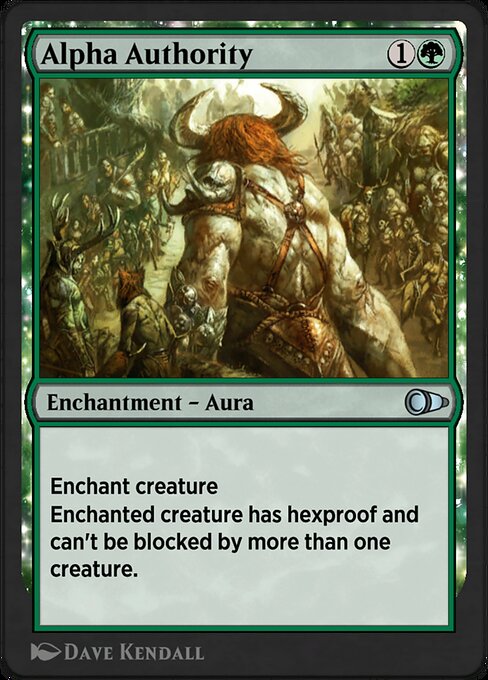 Alpha Authority 1
Enchantment – Aura
Enchant creature
Enchanted creature has hexproof and
can't be blocked by more than one
creature.
DAVE KENDALL